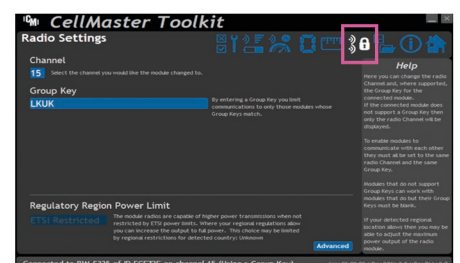 CMI CellMaster Toolkit
Radio Settings
Channel
15 Select the channel you would like the module changed to.
Group Key
LKUK
By entering a Group Key you limit
communications to only those modules whose
Group Keys match.
Regulatory Region Power Limit
ETSI Restricted
The module radios are capable of higher power transmissions when not
restricted by ETSI power limits. Where your regional regulations allow
you can increase the output to full power. This choice may be limited
by regional restrictions for detected country: Unknown
Advanced
Help
Here you can change the radio
Channel and, where supported,
the Group Key for the
connected module.
If the connected module does
not support a Group Key then
only the radio Channel will be
displayed.
To enable modules to
communicate with each other
they must all be set to the same
radio Channel and the same
Group Key.
Modules that do not support
Group Keys can work with
modules that do but their Group
Keys must be blank.
If your detected regional
location allows then you may be
able to adjust the maximum
power output of the radio
module.